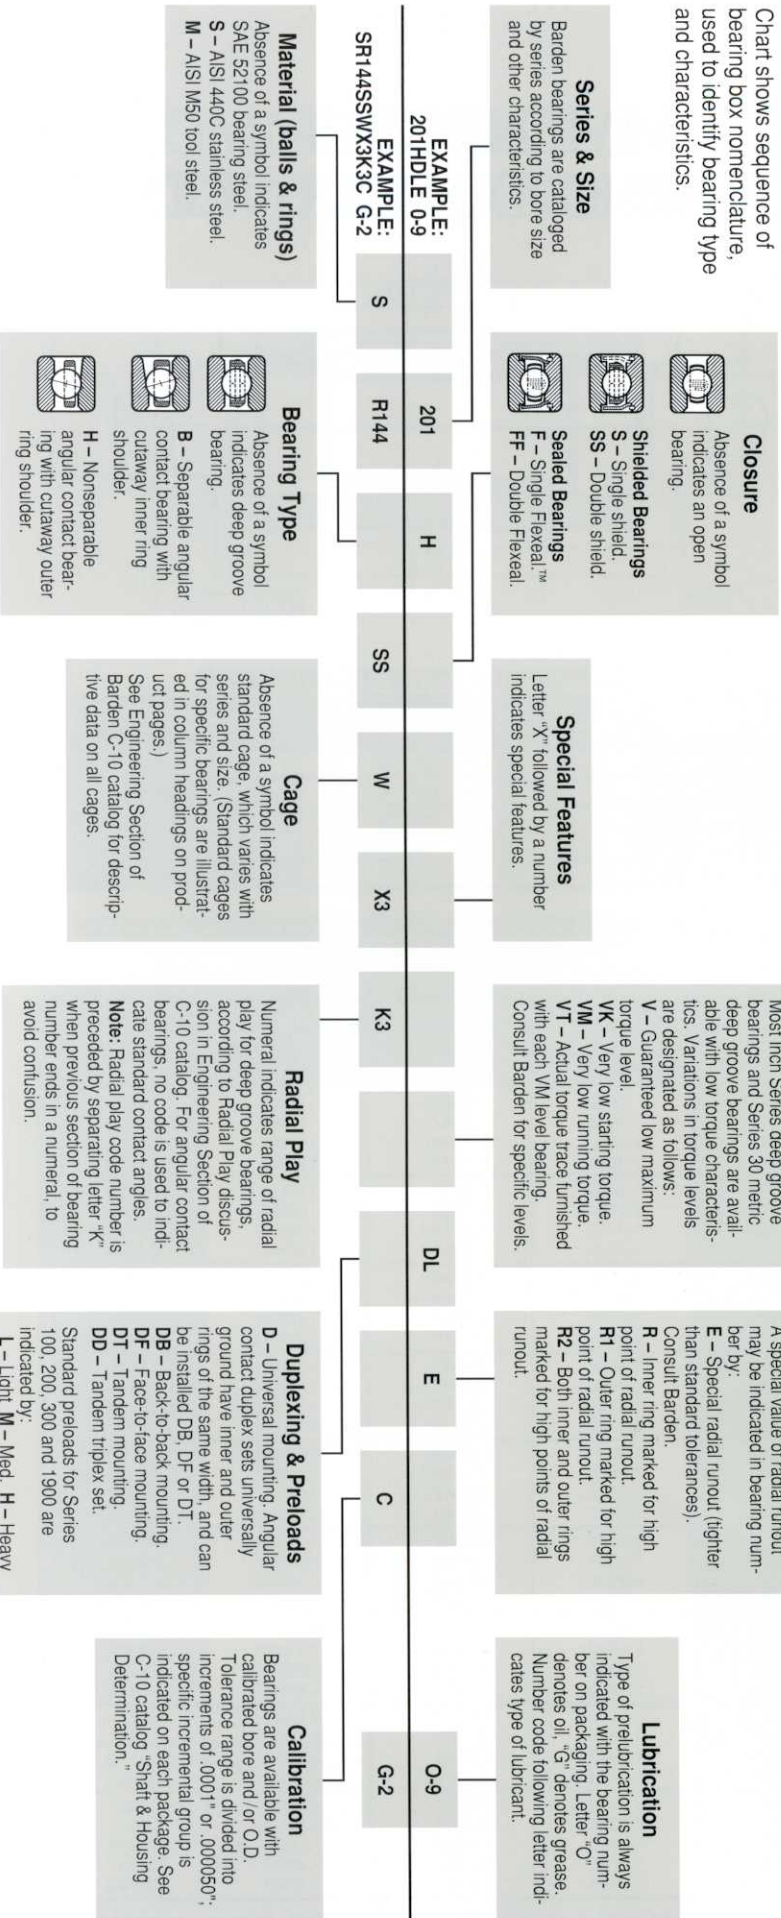 Chart shows sequence of
bearing box nomenclature,
used to identify bearing type
and characteristics.
Series & Size
Barden bearings are cataloged
by series according to bore size
and other characteristics.
Closure
Absence of a symbol
indicates an open
bearing.
Shielded Bearings
S – Single shield.
SS – Double shield.
Sealed Bearings
F – Single Flexeal.™
FF – Double Flexeal.
Special Features
Letter "X" followed by a number
indicates special features.
Most Inch Series deep groove
bearings and Series 30 metric
deep groove bearings are avail-
able with low torque characteris-
tics. Variations in torque levels
are designated as follows:
V – Guaranteed low maximum
torque level.
VK – Very low starting torque.
VM – Very low running torque.
VT – Actual torque trace furnished
with each VM level bearing.
Consult Barden for specific levels.
A special value of radial runout
may be indicated in bearing num-
ber by:
E – Special radial runout (tighter
than standard tolerances).
Consult Barden.
R – Inner ring marked for high
point of radial runout.
R1 – Outer ring marked for high
point of radial runout.
R2 – Both inner and outer rings
marked for high points of radial
runout.
Lubrication
Type of prelubrication is always
indicated with the bearing num-
ber on packaging. Letter "O"
denotes oil, "G" denotes grease.
Number code following letter indi-
cates type of lubricant.
EXAMPLE:
201HDLE 0-9
201
H
DL
E
O-9
EXAMPLE:
SR144SSWX3K3C G-2
S
R144
SS
W
X3
K3
C
G-2
Material (balls & rings)
Absence of a symbol indicates
SAE 52100 bearing steel.
S – AISI 440C stainless steel.
M – AISI M50 tool steel.
Bearing Type
Absence of a symbol
indicates deep groove
bearing.
B – Separable angular
contact bearing with
cutaway inner ring
shoulder.
H – Nonseparable
angular contact bear-
ing with cutaway outer
ring shoulder.
Cage
Absence of a symbol indicates
standard cage, which varies with
series and size. (Standard cages
for specific bearings are illustrat-
ed in column headings on prod-
uct pages.)
See Engineering Section of
Barden C-10 catalog for descrip-
tive data on all cages.
Radial Play
Numeral indicates range of radial
play for deep groove bearings,
according to Radial Play discus-
sion in Engineering Section of
C-10 catalog. For angular contact
bearings, no code is used to indi-
cate standard contact angles.
Note: Radial play code number is
preceded by separating letter "K"
when previous section of bearing
number ends in a numeral, to
avoid confusion.
Duplexing & Preloads
D – Universal mounting. Angular
contact duplex sets universally
ground have inner and outer
rings of the same width, and can
be installed DB, DF or DT.
DB – Back-to-back mounting.
DF – Face-to-face mounting.
DT – Tandem mounting.
DD – Tandem triplex set.
Standard preloads for Series
100, 200, 300 and 1900 are
indicated by:
L – Light M – Med. H – Heavy
Calibration
Bearings are available with
calibrated bore and/or O.D.
Tolerance range is divided into
increments of .0001" or .000050";
specific incremental group is
indicated on each package. See
C-10 catalog "Shaft & Housing
Determination."